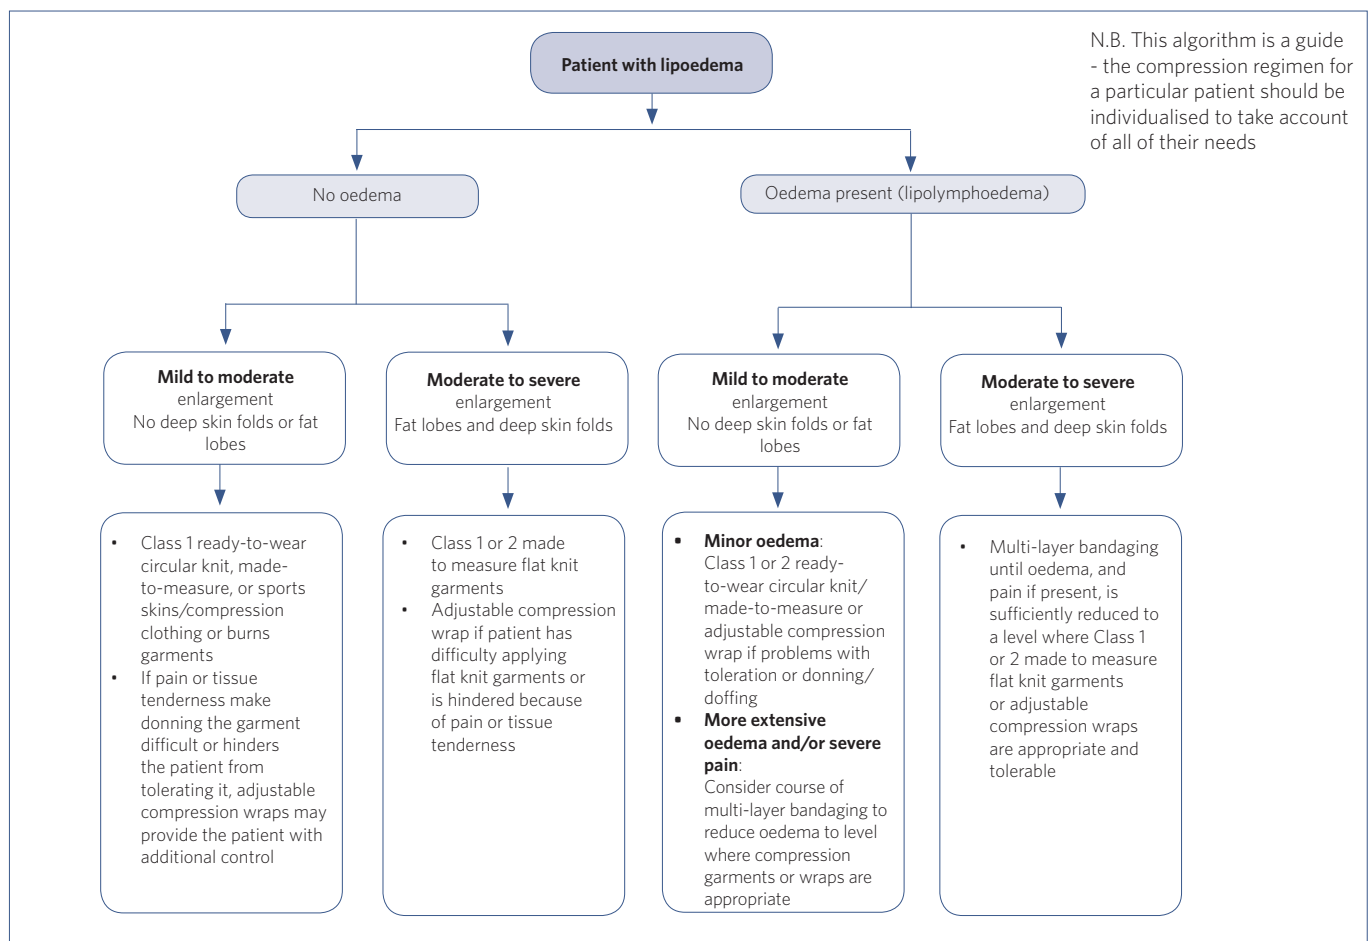 Patient with lipoedema
N.B. This algorithm is a guide
- the compression regimen for
a particular patient should be
individualised to take account
of all of their needs
No oedema
Oedema present (lipolymphoedema)
Mild to moderate
enlargement
No deep skin folds or fat
lobes
Moderate to severe
enlargement
Fat lobes and deep skin folds
Mild to moderate
enlargement
No deep skin folds or fat
lobes
Moderate to severe
enlargement
Fat lobes and deep skin folds
• Class 1 ready-to-wear
circular knit, made-
to-measure, or sports
skins/compression
clothing or burns
garments
• If pain or tissue
tenderness make
donning the garment
difficult or hinders
the patient from
tolerating it, adjustable
compression wraps may
provide the patient with
additional control
• Class 1 or 2 made
to measure flat knit
garments
• Adjustable compression
wrap if patient has
difficulty applying
flat knit garments or
is hindered because
of pain or tissue
tenderness
• Minor oedema:
Class 1 or 2 ready-
to-wear circular knit/
made-to-measure or
adjustable compression
wrap if problems with
toleration or donning/
doffing
• More extensive
oedema and/or severe
pain:
Consider course of
multi-layer bandaging to
reduce oedema to level
where compression
garments or wraps are
appropriate
• Multi-layer bandaging
until oedema, and
pain if present, is
sufficiently reduced to
a level where Class 1
or 2 made to measure
flat knit garments
or adjustable
compression wraps
are appropriate and
tolerable